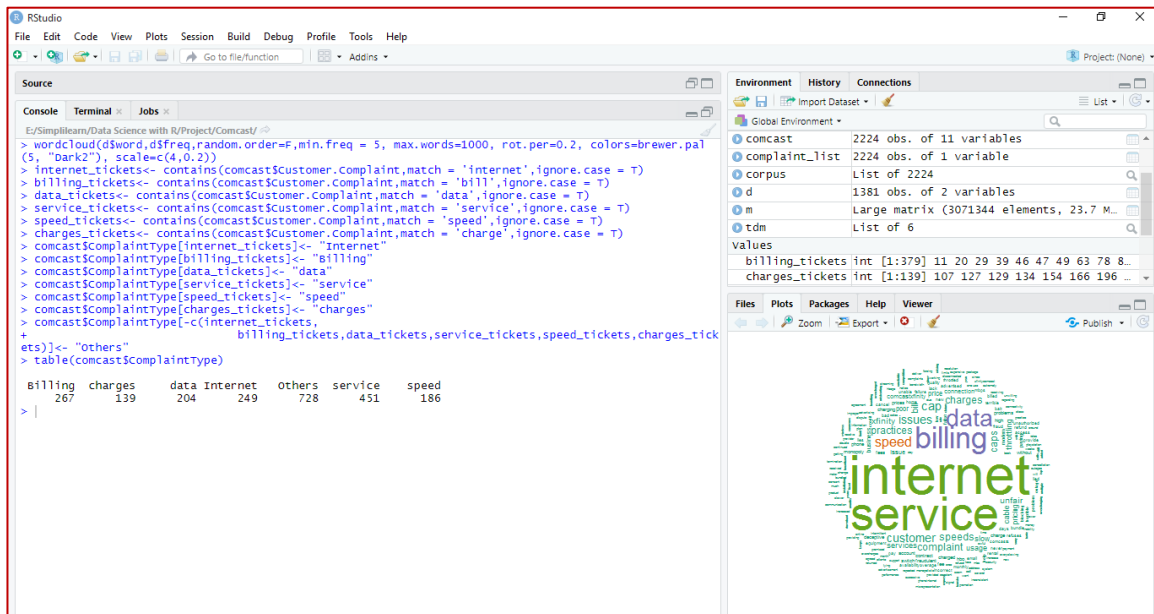 RStudio
File Edit Code View Plots Session Build Debug Profile Tools Help
Go to file/function Addins Project: (None)
Source
Console Terminal Jobs
E:/Simplilearn/Data Science with R/Project/Comcast/
> wordcloud(d$word,d$freq,random.order=F,min.freq = 5, max.words=1000, rot.per=0.2, colors=brewer.pal
(5, "Dark2"), scale=c(4,0.2))
> internet_tickets<- contains(comcast$Customer.Complaint,match = 'internet',ignore.case = T)
> billing_tickets<- contains(comcast$Customer.Complaint,match = 'bill',ignore.case = T)
> data_tickets<- contains(comcast$Customer.Complaint,match = 'data',ignore.case = T)
> service_tickets<- contains(comcast$Customer.Complaint,match = 'service',ignore.case = T)
> speed_tickets<- contains(comcast$Customer.Complaint,match = 'speed',ignore.case = T)
> charges_tickets<- contains(comcast$Customer.Complaint,match = 'charge',ignore.case = T)
> comcast$ComplaintType[internet_tickets]<- "Internet"
> comcast$ComplaintType[billing_tickets]<- "Billing"
> comcast$ComplaintType[data_tickets]<- "data"
> comcast$ComplaintType[service_tickets]<- "service"
> comcast$ComplaintType[speed_tickets]<- "speed"
> comcast$ComplaintType[charges_tickets]<- "charges"
> comcast$ComplaintType[-c(internet_tickets,
+ billing_tickets,data_tickets,service_tickets,speed_tickets,charges_tick
ets)]<- "Others"
> table(comcast$ComplaintType)
Billing charges data Internet Others service speed
267 139 204 249 728 451 186
>
Environment History Connections
Import Dataset List
Global Environment
comcast 2224 obs. of 11 variables
complaint_list 2224 obs. of 1 variable
corpus List of 2224
d 1381 obs. of 2 variables
m Large matrix (3071344 elements, 23.7 M…
tdm List of 6
values
billing_tickets int [1:379] 11 20 29 39 46 47 49 63 78 8…
charges_tickets int [1:139] 107 127 129 134 154 166 196 …
Files Plots Packages Help Viewer
Zoom Export Publish
price connection
bill cap charges
poor
xfinity issues data
practices caps throttling
speed billing
issue
internet
unfair
service
cable pricing
customer speeds slow
services complaint usage